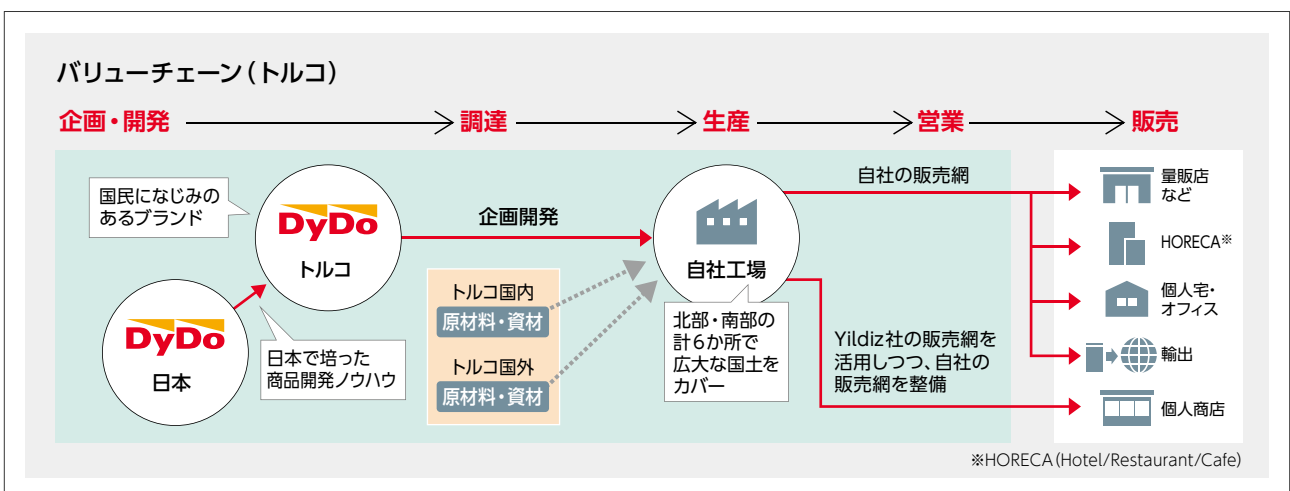 バリューチェーン（トルコ）
企画・開発
調達
生産
営業
販売
国民になじみの
あるブランド
DyDo
トルコ
企画開発
DyDo
日本
日本で培った
商品開発ノウハウ
トルコ国内
原材料・資材
トルコ国外
原材料・資材
自社工場
北部・南部の
計6か所で
広大な国土を
カバー
自社の販売網
Yildiz社の販売網を
活用しつつ、自社の
販売網を整備
量販店
など
HORECA※
個人宅・
オフィス
輸出
個人商店
※HORECA（Hotel/Restaurant/Cafe）